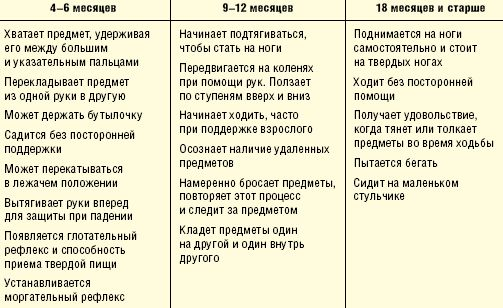 4–6 месяцев
Хватает предмет, удерживая
его между большим
и указательным пальцами
Перекладывает предмет
из одной руки в другую
Может держать бутылочку
Садится без посторонней
поддержки
Может перекатываться
в лежачем положении
Вытягивает руки вперед
для защиты при падении
Появляется глотательный
рефлекс и способность
приема твердой пищи
Устанавливается
моргательный рефлекс
9–12 месяцев
Начинает подтягиваться,
чтобы стать на ноги
Передвигается на коленях
при помощи рук. Ползает
по ступеням вверх и вниз
Начинает ходить, часто
при поддержке взрослого
Осознает наличие удаленных
предметов
Намеренно бросает предметы,
повторяет этот процесс
и следит за предметом
Кладет предметы один
на другой и один внутрь
другого
18 месяцев и старше
Поднимается на ноги
самостоятельно и стоит
на твердых ногах
Ходит без посторонней
помощи
Получает удовольствие,
когда тянет или толкает
предметы во время ходьбы
Пытается бегать
Сидит на маленьком
стульчике